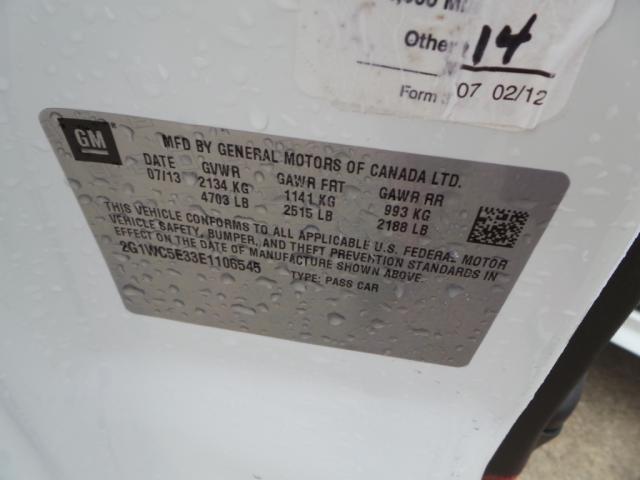 Other
14
Form
07 02/12
GM
MFD BY GENERAL MOTORS OF CANADA LTD.
DATE GVWR GAWR FRT GAWR RR
07/13 2134 KG 1141 KG 993 KG
4703 LB 2515 LB 2188 LB
THIS VEHICLE CONFORMS TO ALL APPLICABLE U.S. FEDERAL MOTOR
VEHICLE SAFETY, BUMPER, AND THEFT PREVENTION STANDARDS IN
EFFECT ON THE DATE OF MANUFACTURE SHOWN ABOVE.
2G1WC5E33E1106545 TYPE: PASS CAR